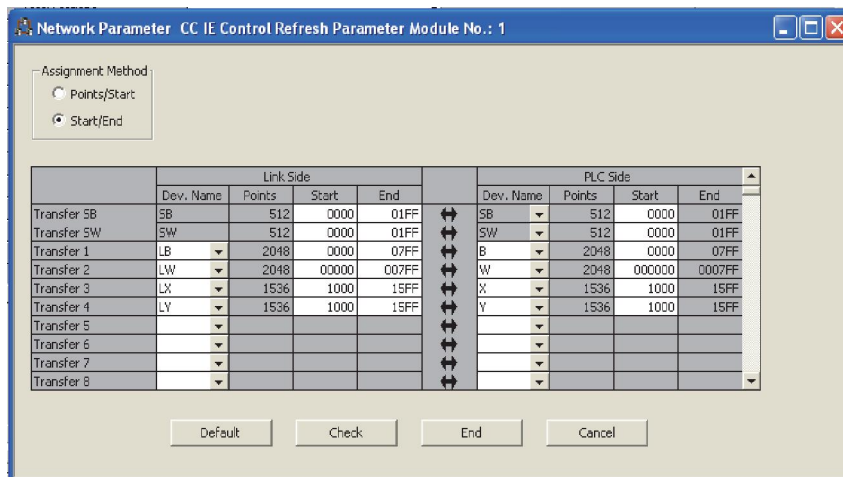 Network Parameter CC IE Control Refresh Parameter Module No.: 1
Assignment Method
Points/Start
Start/End
Link Side PLC Side
Dev. Name Points Start End Dev. Name Points Start End
Transfer SB SB 512 0000 01FF SB 512 0000 01FF
Transfer SW SW 512 0000 01FF SW 512 0000 01FF
Transfer 1 LB 2048 0000 07FF B 2048 0000 07FF
Transfer 2 LW 2048 00000 007FF W 2048 000000 0007FF
Transfer 3 LX 1536 1000 15FF X 1536 1000 15FF
Transfer 4 LY 1536 1000 15FF Y 1536 1000 15FF
Transfer 5
Transfer 6
Transfer 7
Transfer 8
Default Check End Cancel